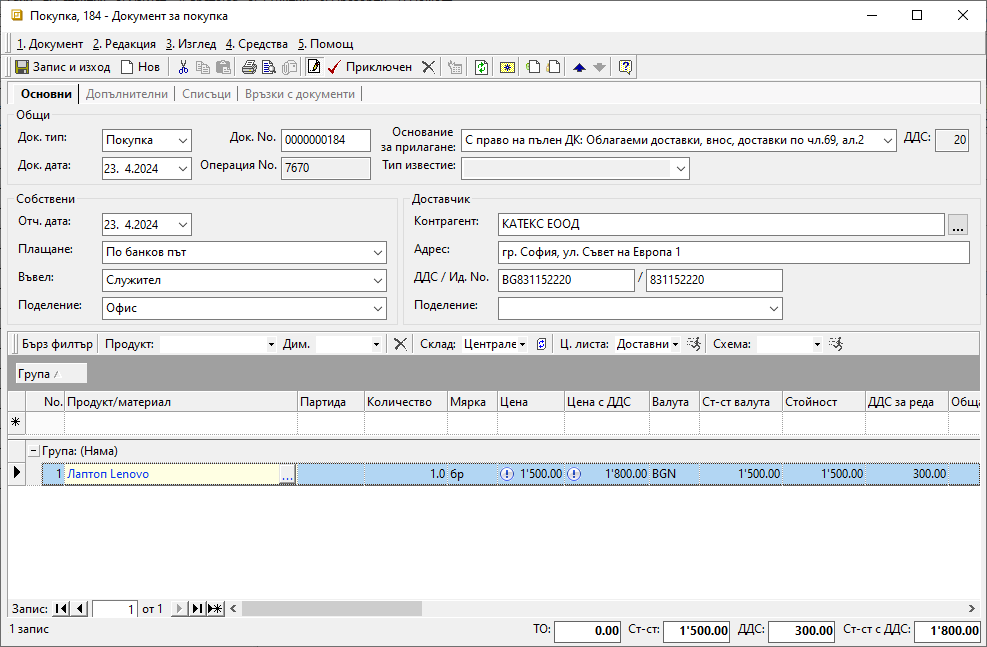 Покупка, 184 - Документ за покупка
1. Документ 2. Редакция 3. Изглед 4. Средства 5. Помощ
Запис и изход Нов Приключен
Основни Допълнителни Списъци Връзки с документи
Общи
Док. тип: Покупка Док. No. 0000000184 Основание за прилагане: С право на пълен ДК: Облагаеми доставки, внос, доставки по чл.69, ал.2 ДДС: 20
Док. дата: 23. 4.2024 Операция No. 7670 Тип известие:
Собствени
Отч. дата: 23. 4.2024
Плащане: По банков път
Въвел: Служител
Поделение: Офис
Доставчик
Контрагент: КАТЕКС ЕООД ...
Адрес: гр. София, ул. Съвет на Европа 1
ДДС / Ид. No. BG831152220 / 831152220
Поделение:
Бърз филтър Продукт: Дим. Склад: Централе Ц. листа: Доставни Схема:
Група
No. Продукт/материал Партида Количество Мярка Цена Цена с ДДС Валута Ст-ст валута Стойност ДДС за реда Обща
Група: (Няма)
1 Лаптоп Lenovo ... 1.0 бр 1'500.00 1'800.00 BGN 1'500.00 1'500.00 300.00
Запис: 1 от 1
1 запис ТО: 0.00 Ст-ст: 1'500.00 ДДС: 300.00 Ст-ст с ДДС: 1'800.00